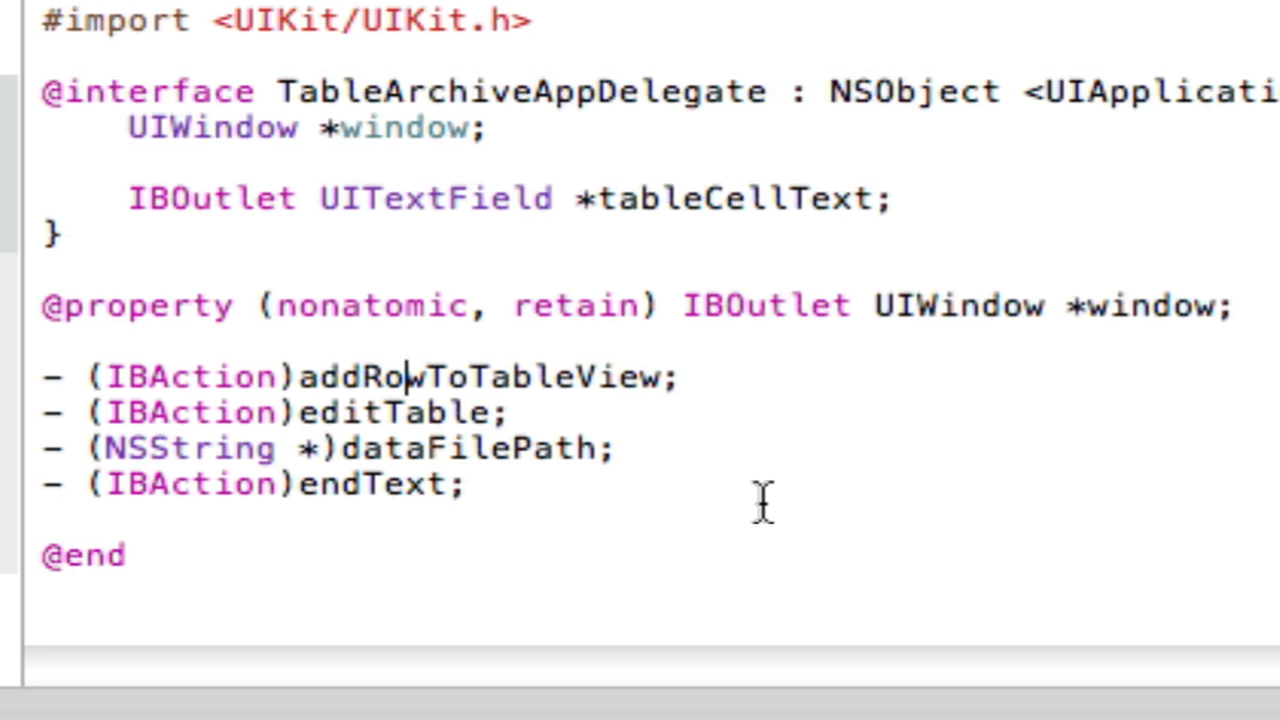 #import <UIKit/UIKit.h>
@interface TableArchiveAppDelegate : NSObject <UIApplicati
UIWindow *window;
IBOutlet UITextField *tableCellText;
}
@property (nonatomic, retain) IBOutlet UIWindow *window;
- (IBAction)addRowToTableView;
- (IBAction)editTable;
- (NSString *)dataFilePath;
- (IBAction)endText;
@end